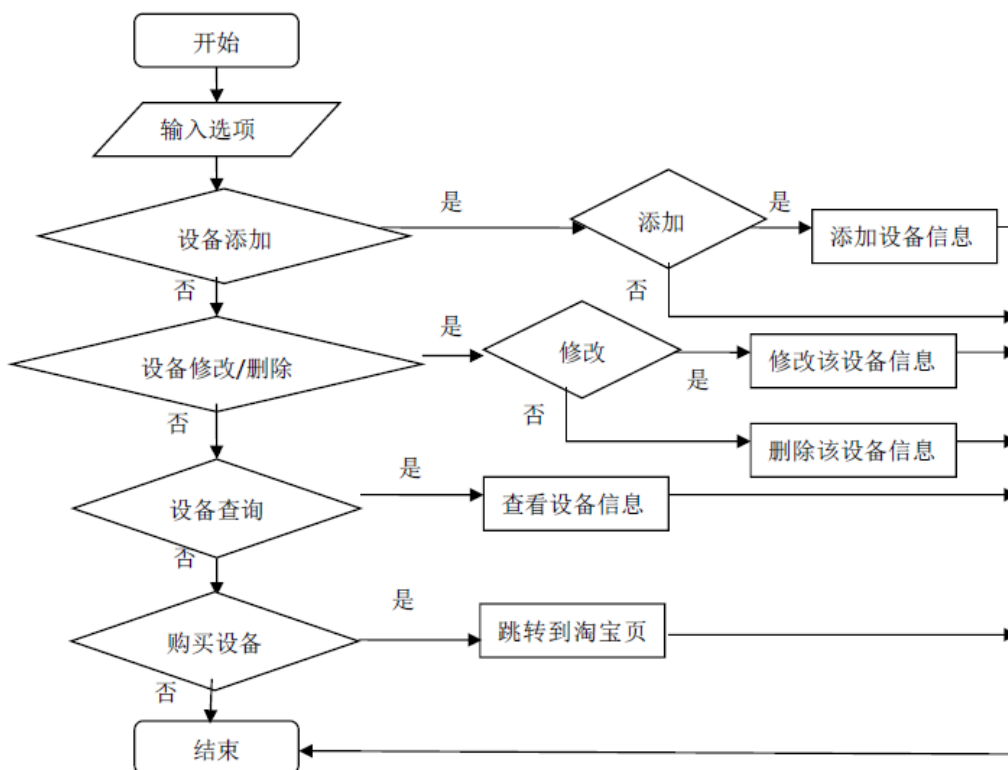 开始
输入选项
设备添加
是
添加
是
添加设备信息
否
否
设备修改/删除
是
修改
是
修改该设备信息
否
否
删除该设备信息
设备查询
是
查看设备信息
否
购买设备
是
跳转到淘宝页
否
结束